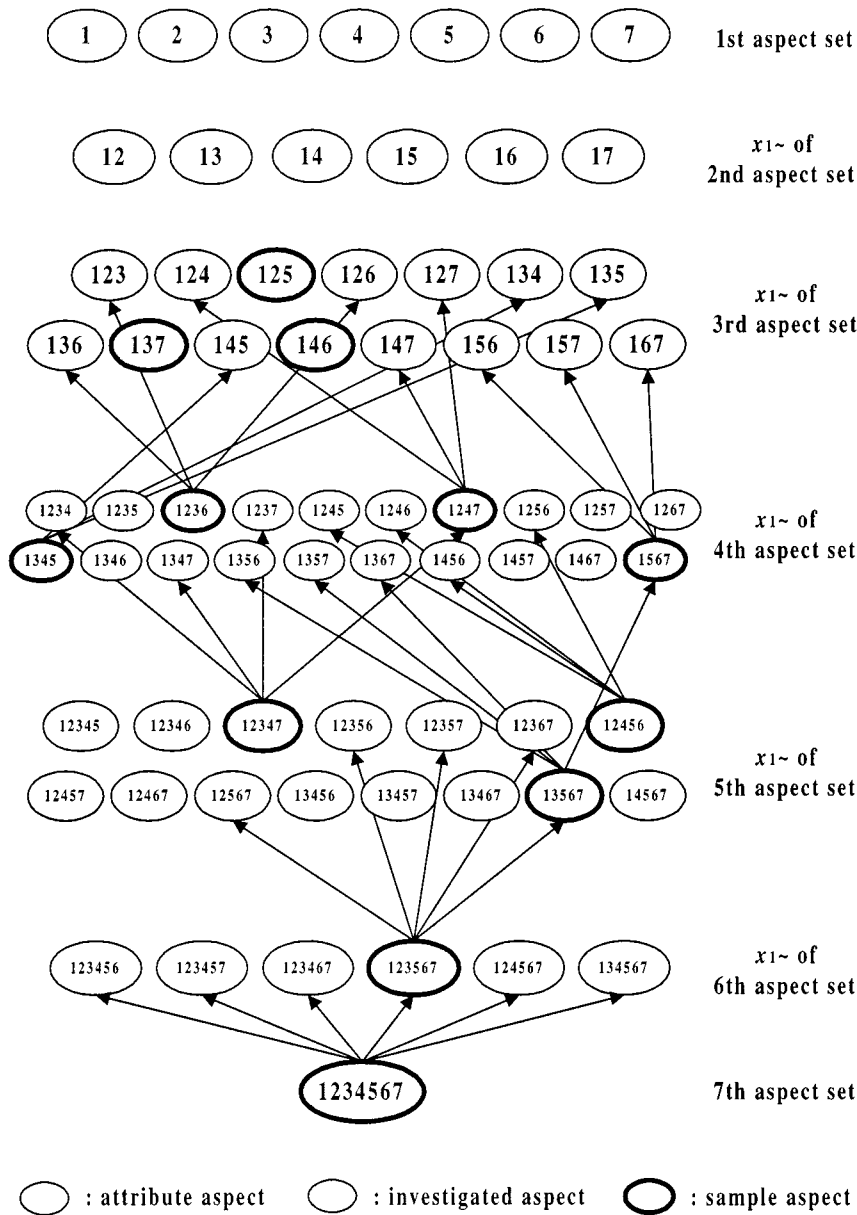 1 2 3 4 5 6 7 1st aspect set
12 13 14 15 16 17 x1~ of
2nd aspect set
123 124 125 126 127 134 135 x1~ of
136 137 145 146 147 156 157 167 3rd aspect set
1234 1235 1236 1237 1245 1246 1247 1256 1257 1267 x1~ of
1345 1346 1347 1356 1357 1367 1456 1457 1467 1567 4th aspect set
12345 12346 12347 12356 12357 12367 12456 x1~ of
12457 12467 12567 13456 13457 13467 13567 14567 5th aspect set
123456 123457 123467 123567 124567 134567 x1~ of
6th aspect set
1234567 7th aspect set
: attribute aspect : investigated aspect : sample aspect